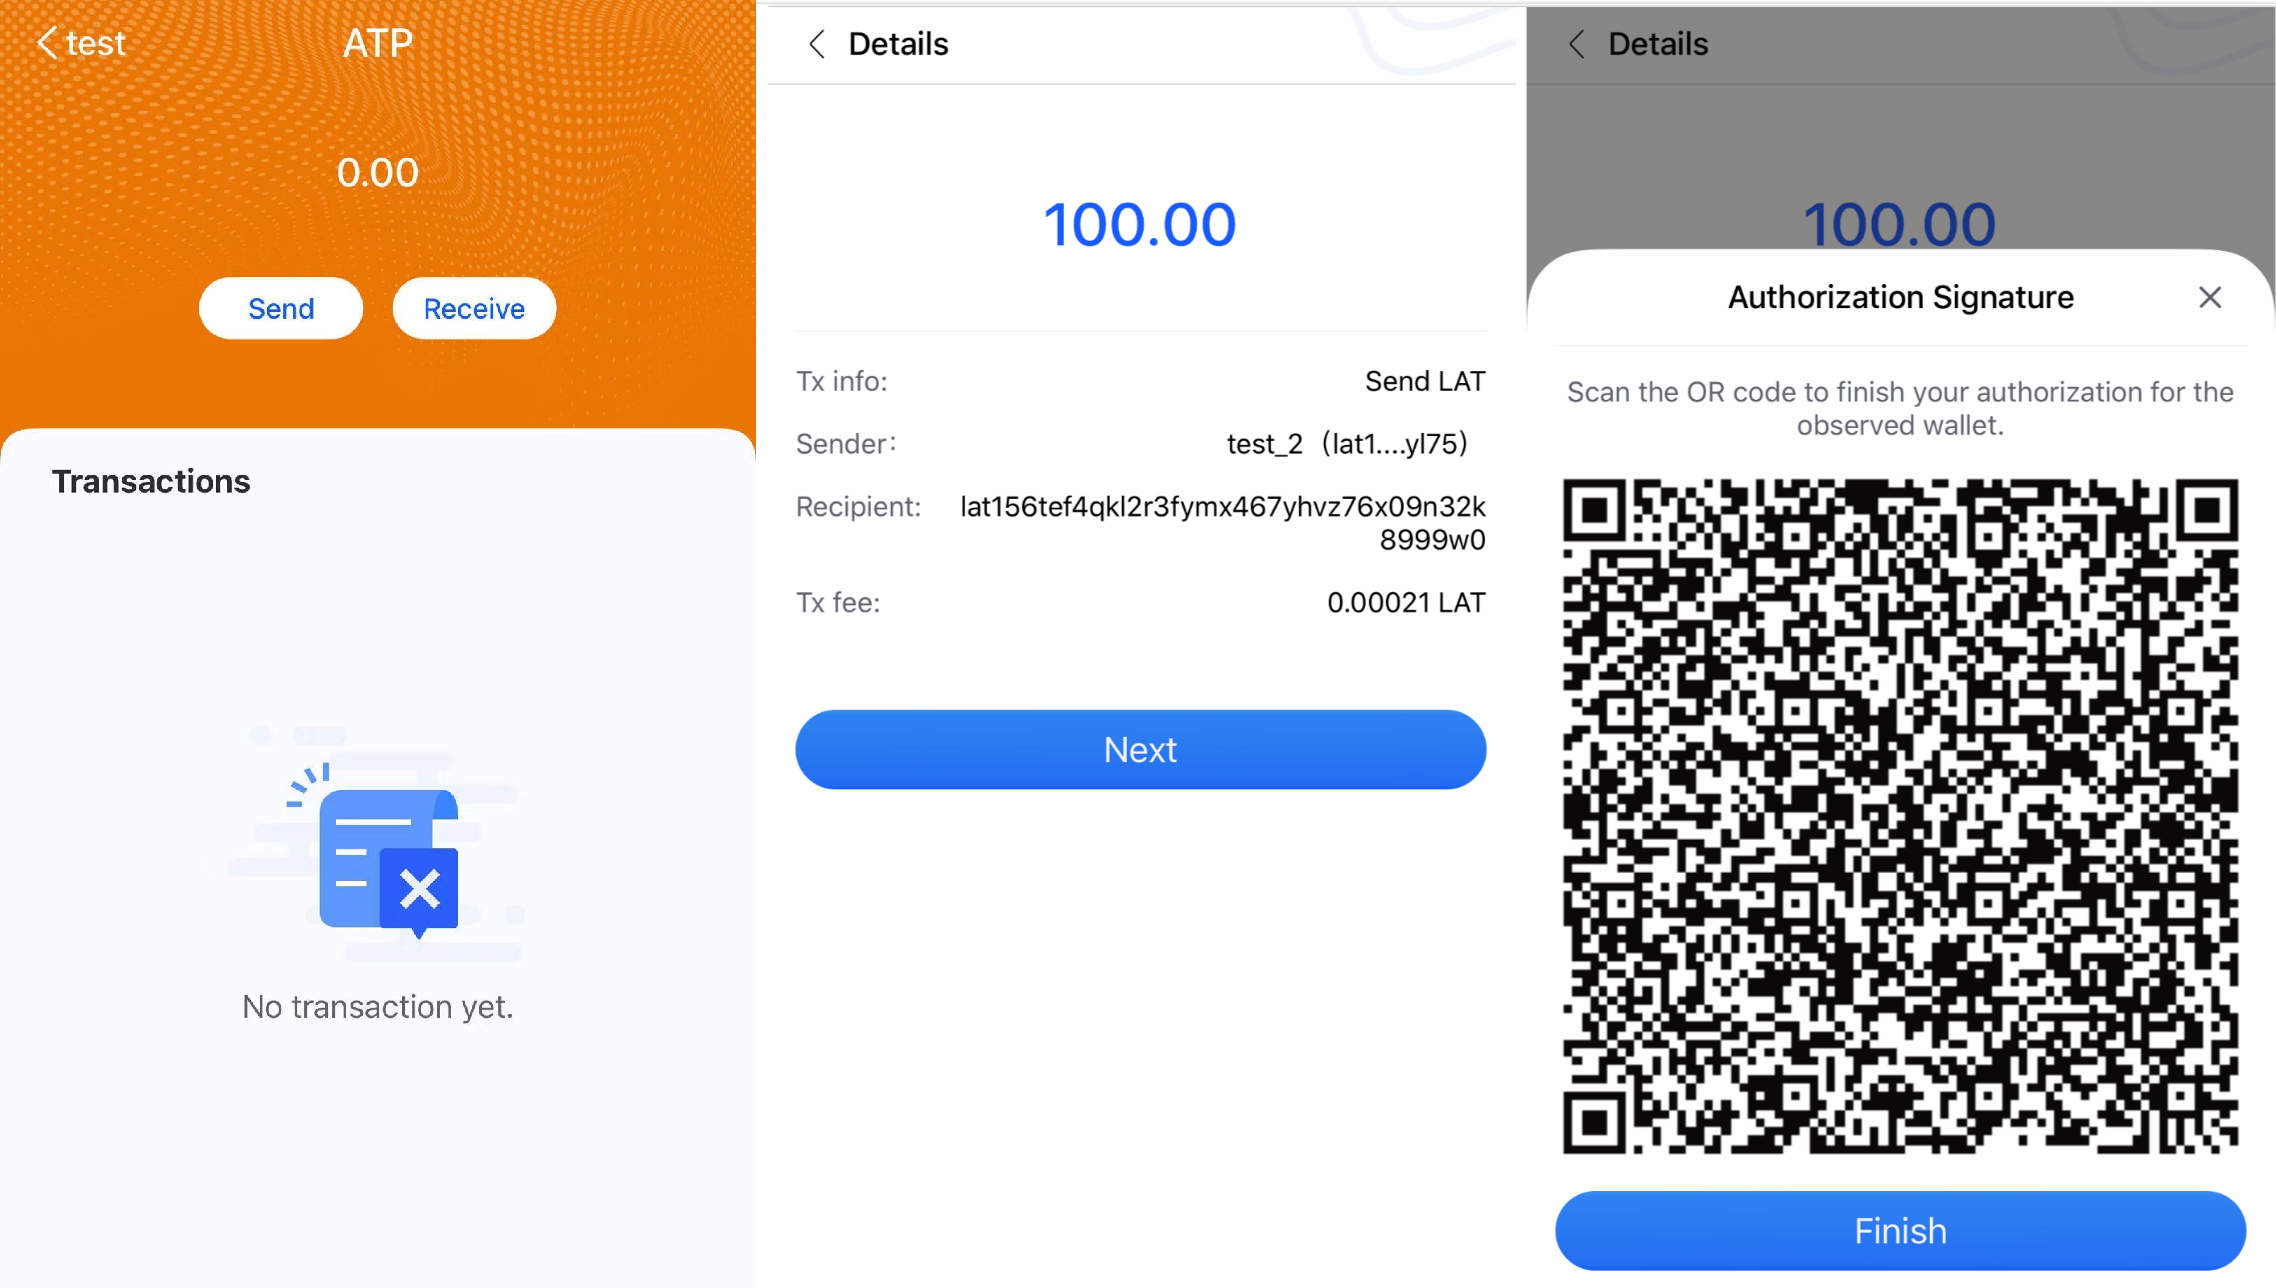 test
ATP
0.00
Send
Receive
Transactions
No transaction yet.
Details
100.00
Tx info:
Send LAT
Sender:
test_2（lat1....yl75）
Recipient:
lat156tef4qkl2r3fymx467yhvz76x09n32k
8999w0
Tx fee:
0.00021 LAT
Next
Details
100.00
Authorization Signature
Scan the OR code to finish your authorization for the
observed wallet.
Finish